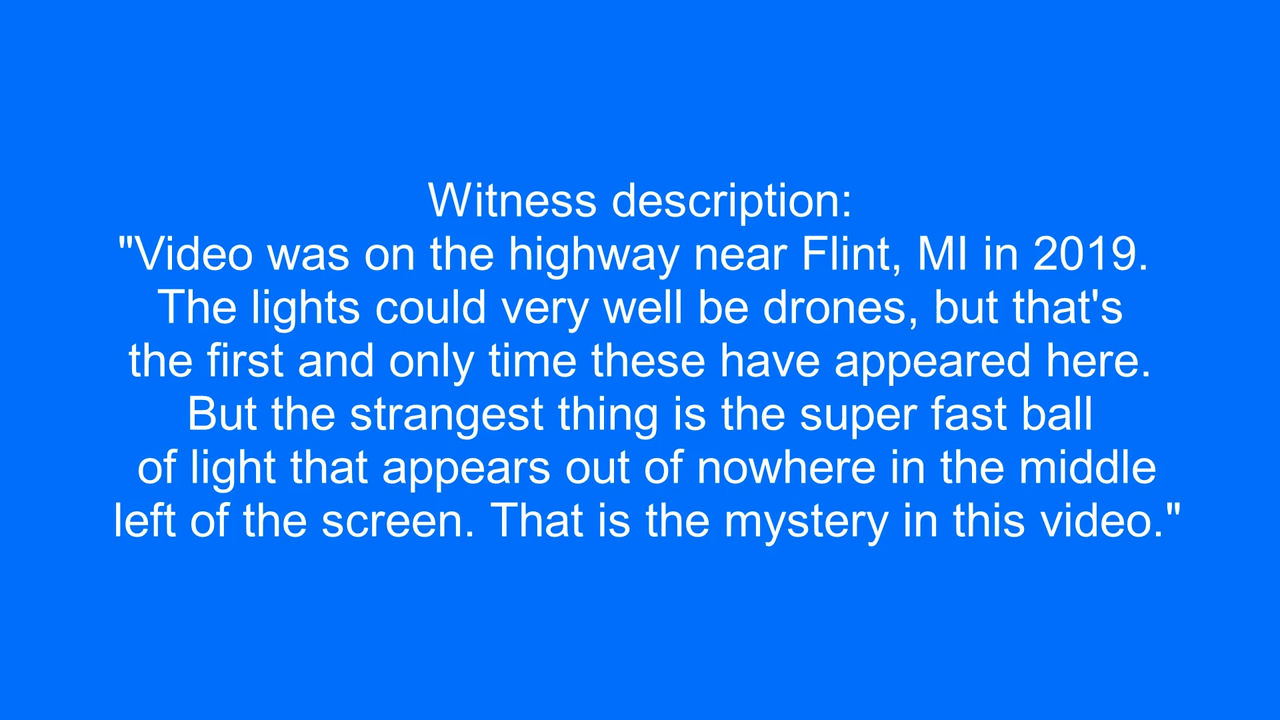 Witness description:
"Video was on the highway near Flint, MI in 2019.
The lights could very well be drones, but that's
the first and only time these have appeared here.
But the strangest thing is the super fast ball
of light that appears out of nowhere in the middle
left of the screen. That is the mystery in this video."